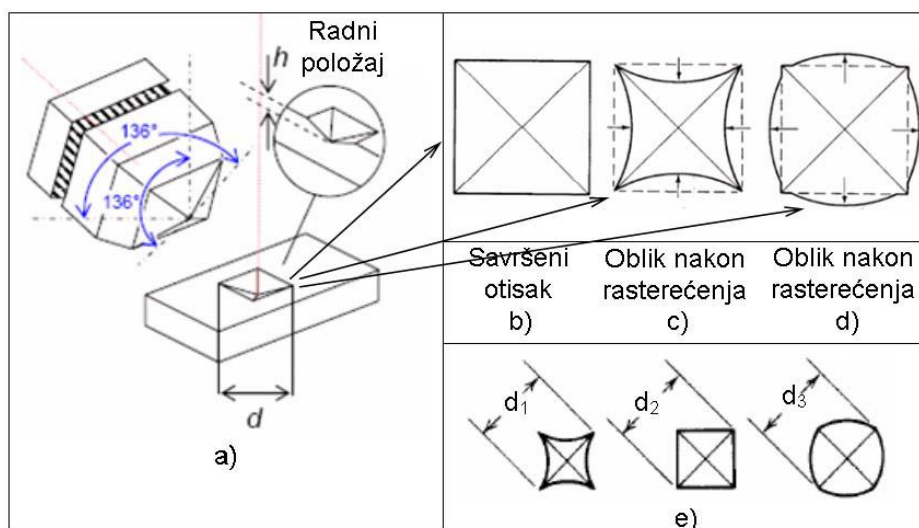 Radni
položaj
h
136°
136°
d
a)
Savršeni
otisak
b)
Oblik nakon
rasterećenja
c)
Oblik nakon
rasterećenja
d)
d₁
d₂
d₃
e)